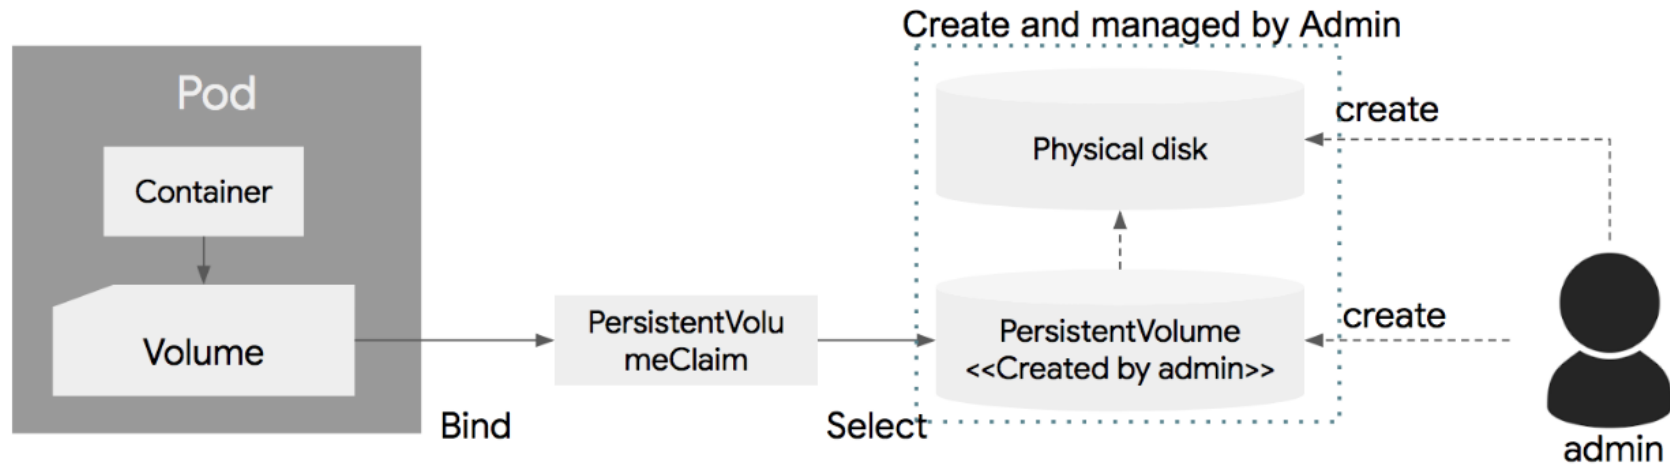 Create and managed by Admin
Pod
Container
Volume
Bind
PersistentVolu
meClaim
Select
Physical disk
PersistentVolume
<<Created by admin>>
create
create
admin